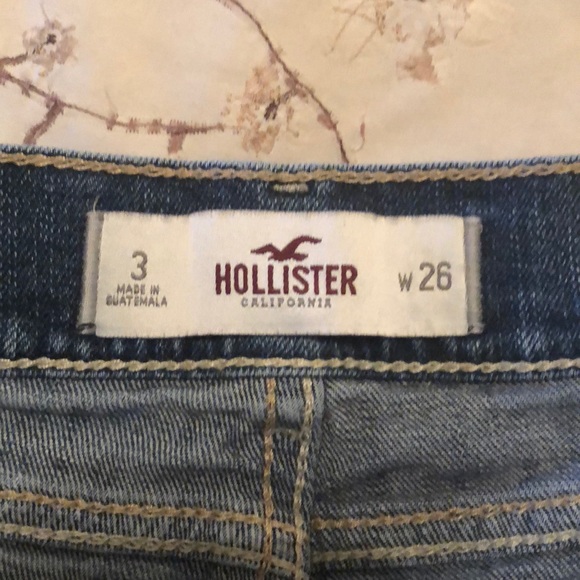 3
MADE IN
GUATEMALA
HOLLISTER
CALIFORNIA
W 26